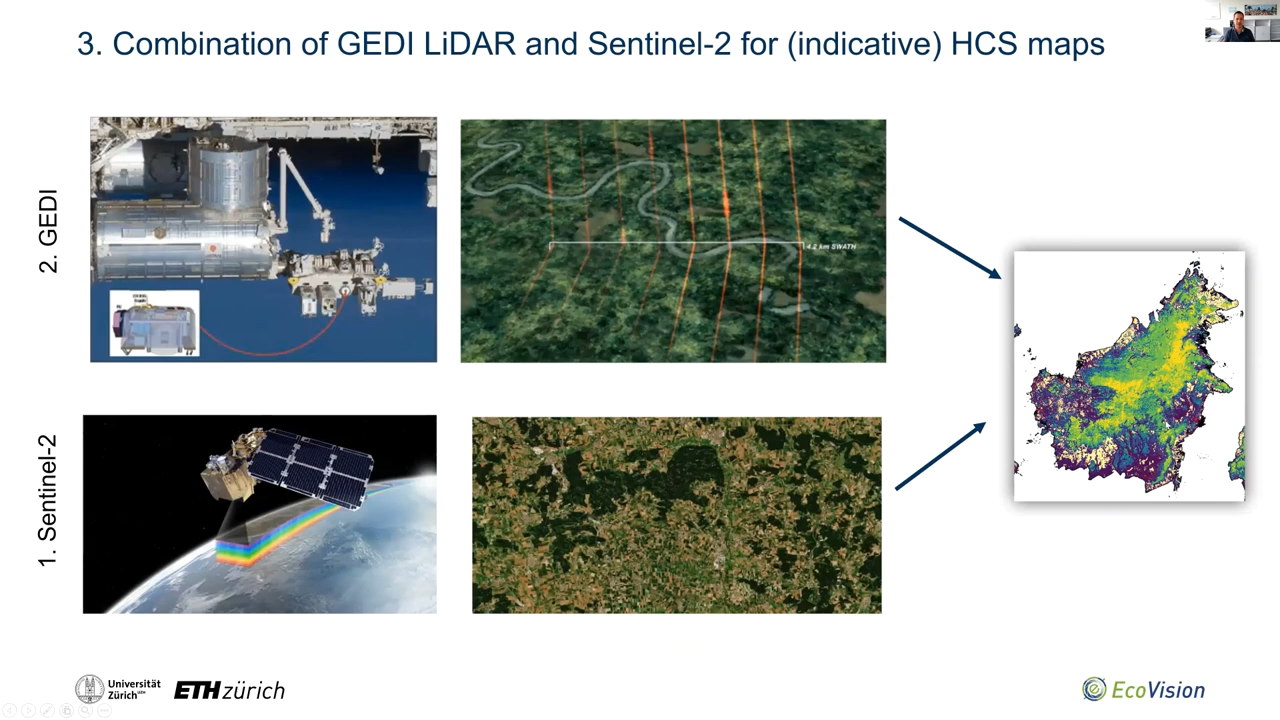 3. Combination of GEDI LiDAR and Sentinel-2 for (indicative) HCS maps
2. GEDI
4.2 km SWATH
1. Sentinel-2
Universität
Zürich UZH
ETH zürich
EcoVision